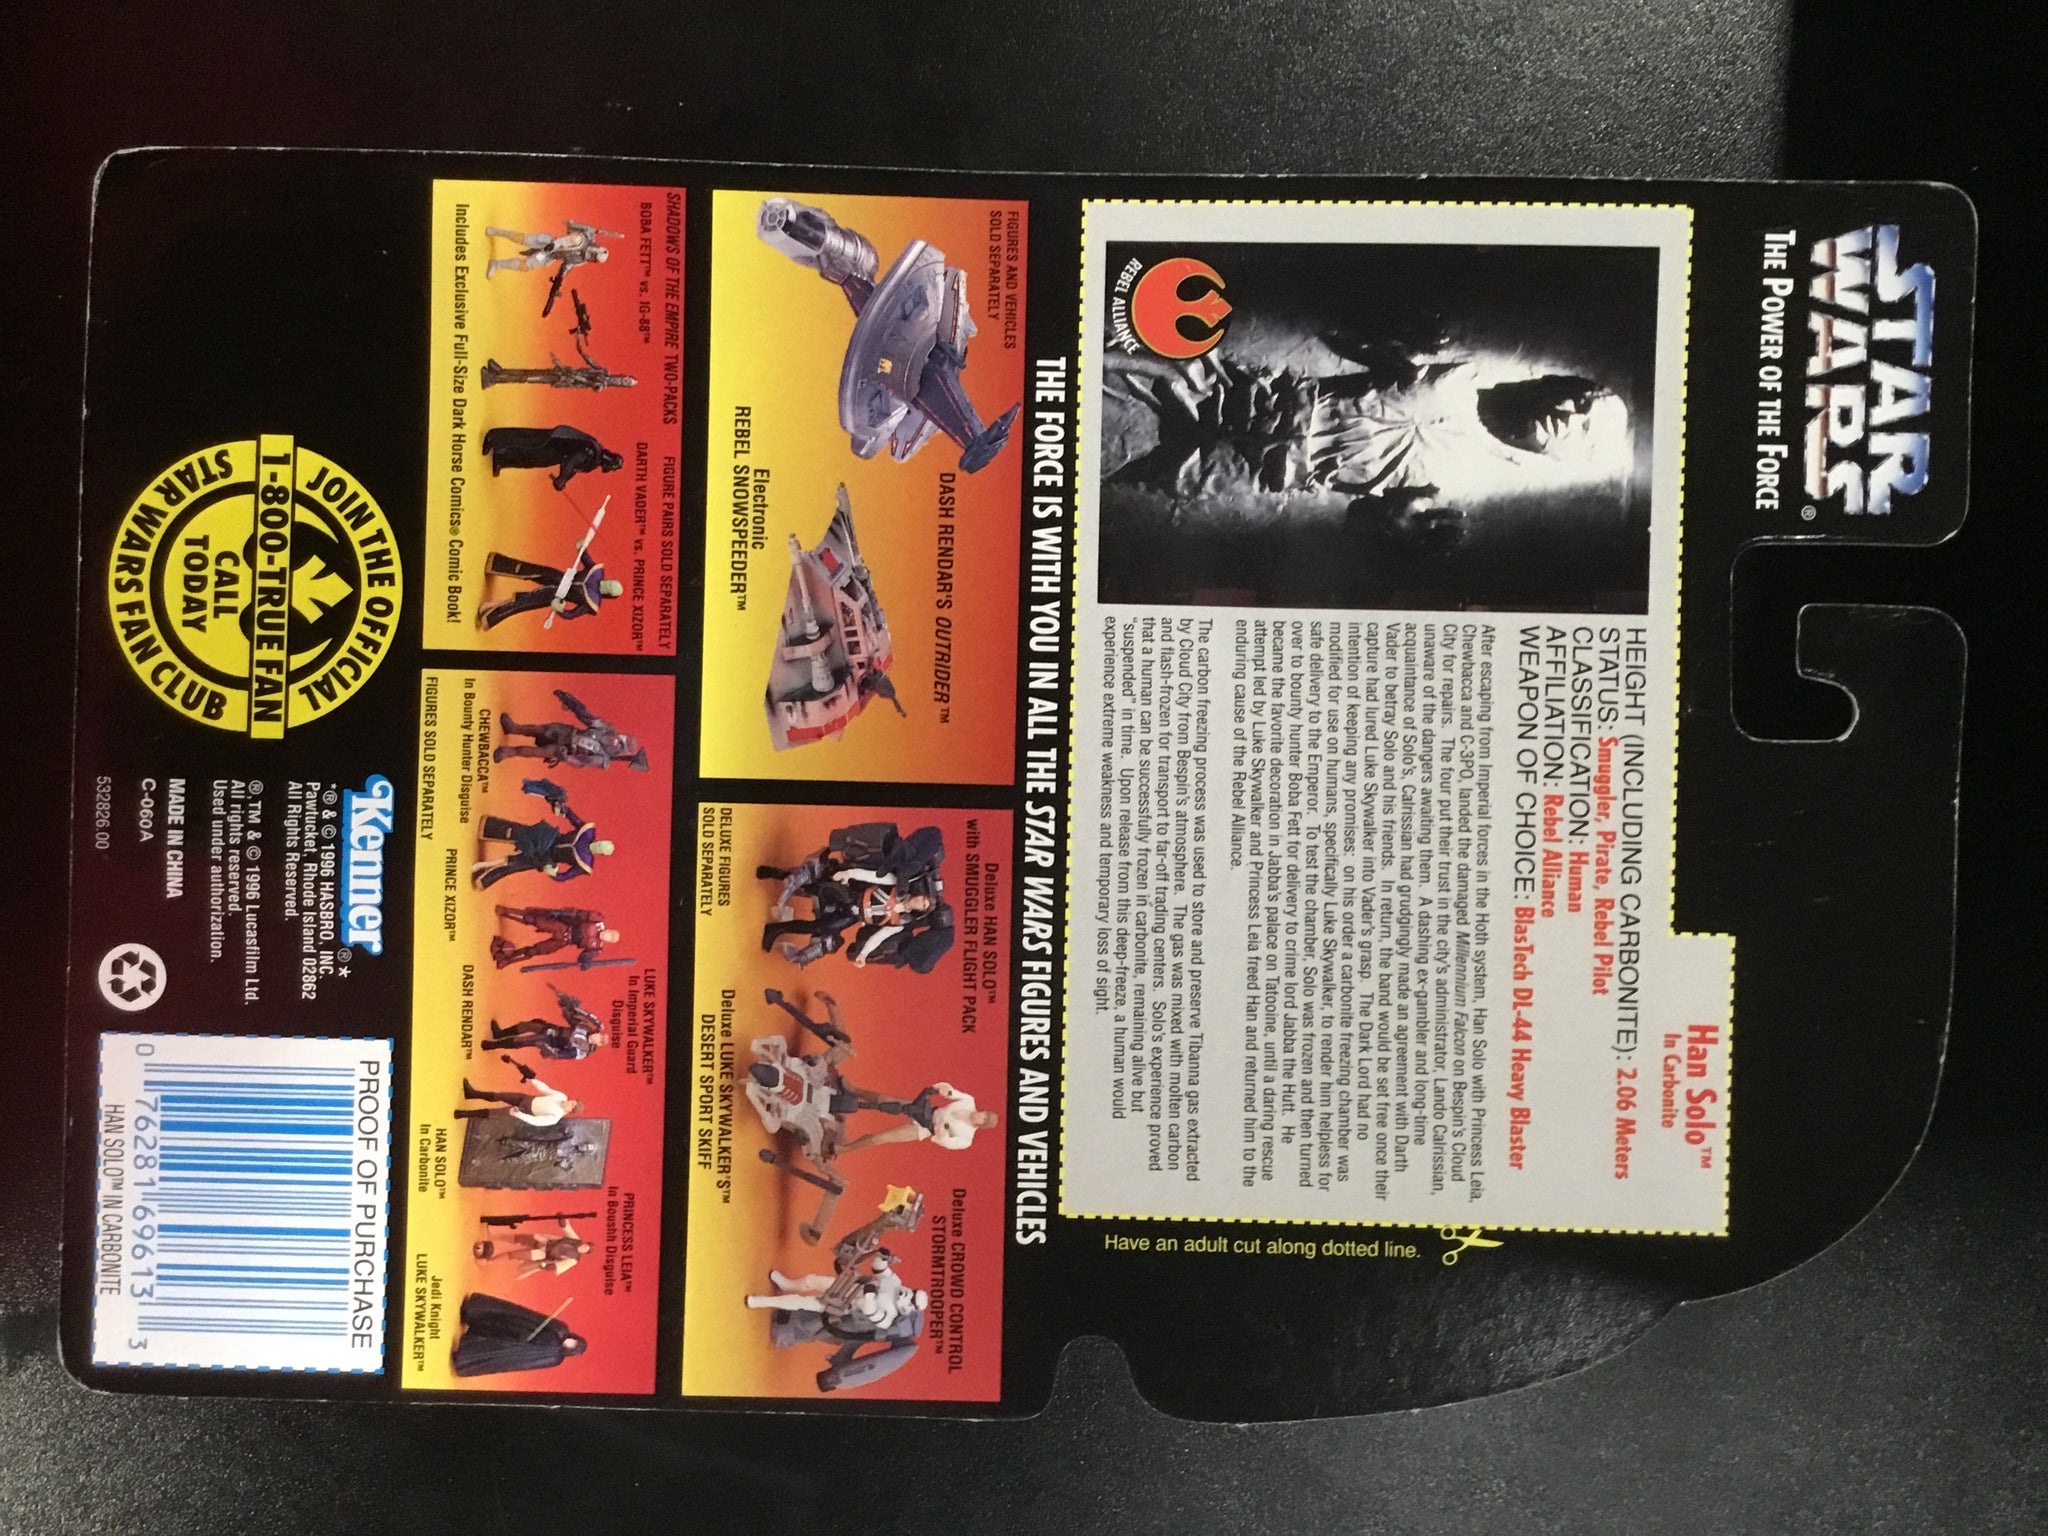 STAR
WARS®
THE POWER OF THE FORCE
Han Solo™
In Carbonite
HEIGHT (INCLUDING CARBONITE): 2.06 Meters
STATUS: Smuggler, Pirate, Rebel Pilot
CLASSIFICATION: Human
AFFILIATION: Rebel Alliance
WEAPON OF CHOICE: BlasTech DL-44 Heavy Blaster
REBEL ALLIANCE
After escaping from Imperial forces in the Hoth system, Han Solo with Princess Leia,
Chewbacca and C-3PO, landed the damaged Millennium Falcon on Bespin's Cloud
City for repairs. The four put their trust in the city's administrator, Lando Calrissian,
unaware of the dangers awaiting them. A dashing ex-gambler and long-time
acquaintance of Solo's, Calrissian had grudgingly made an agreement with Darth
Vader to betray Solo and his friends. In return, the band would be set free once their
capture had lured Luke Skywalker into Vader's grasp. The Dark Lord had no
intention of keeping any promises: on his order a carbonite freezing chamber was
modified for use on humans, specifically Luke Skywalker, to render him helpless for
safe delivery to the Emperor. To test the chamber, Solo was frozen and then turned
over to bounty hunter Boba Fett for delivery to crime lord Jabba the Hutt. He
became the favorite decoration in Jabba's palace on Tatooine, until a daring rescue
attempt led by Luke Skywalker and Princess Leia freed Han and returned him to the
enduring cause of the Rebel Alliance.
The carbon freezing process was used to store and preserve Tibanna gas extracted
by Cloud City from Bespin's atmosphere. The gas was mixed with molten carbon
and flash-frozen for transport to far-off trading centers. Solo's experience proved
that a human can be successfully frozen in carbonite, remaining alive but
"suspended" in time. Upon release from this deep-freeze, a human would
experience extreme weakness and temporary loss of sight.
Have an adult cut along dotted line.
THE FORCE IS WITH YOU IN ALL THE STAR WARS FIGURES AND VEHICLES
FIGURES AND VEHICLES
SOLD SEPARATELY
DASH RENDAR'S OUTRIDER™
Electronic
REBEL SNOWSPEEDER™
Deluxe HAN SOLO™
with SMUGGLER FLIGHT PACK
Deluxe CROWD CONTROL
STORMTROOPER™
Deluxe LUKE SKYWALKER'S™
DESERT SPORT SKIFF
DELUXE FIGURES
SOLD SEPARATELY
SHADOWS OF THE EMPIRE TWO-PACKS
FIGURE PAIRS SOLD SEPARATELY
BOBA FETT™ vs. IG-88™
DARTH VADER™ vs. PRINCE XIZOR™
Includes Exclusive Full-Size Dark Horse Comics® Comic Book!
LUKE SKYWALKER™
In Imperial Guard
Disguise
PRINCESS LEIA™
In Boushh Disguise
CHEWBACCA™
In Bounty Hunter Disguise
PRINCE XIZOR™
DASH RENDAR™
HAN SOLO™
In Carbonite
Jedi Knight
LUKE SKYWALKER™
FIGURES SOLD SEPARATELY
JOIN THE OFFICIAL
1-800-TRUE FAN
CALL
TODAY
STAR WARS FAN CLUB
Kenner®*
*® & © 1996 HASBRO, INC.
Pawtucket, Rhode Island 02862
All Rights Reserved.
®, TM & © 1996 Lucasfilm Ltd.
All rights reserved.
Used under authorization.
MADE IN CHINA
C-060A
532826.00
PROOF OF PURCHASE
0 76281 69613 3
HAN SOLO™ IN CARBONITE